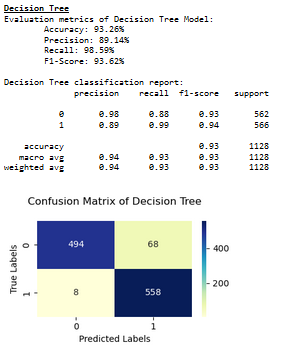 Decision Tree
Evaluation metrics of Decision Tree Model:
Accuracy: 93.26%
Precision: 89.14%
Recall: 98.59%
F1-Score: 93.62%
Decision Tree classification report:
precision recall f1-score support
0 0.98 0.88 0.93 562
1 0.89 0.99 0.94 566
accuracy 0.93 1128
macro avg 0.94 0.93 0.93 1128
weighted avg 0.94 0.93 0.93 1128
Confusion Matrix of Decision Tree
True Labels
0 494 68
1 8 558
0 1
Predicted Labels
400
200